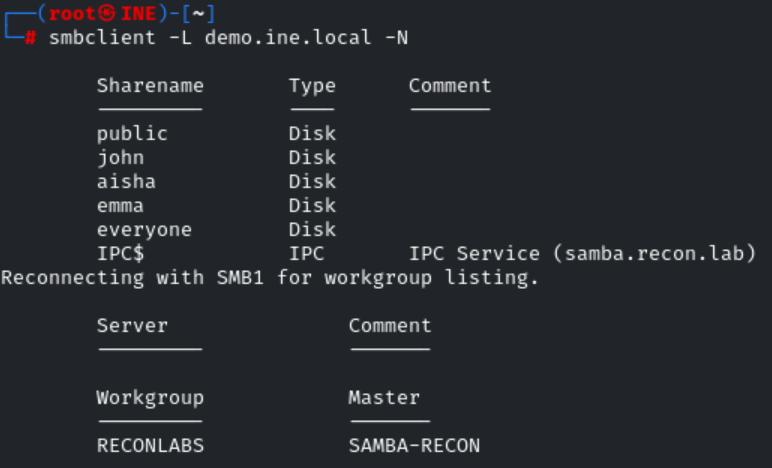 ┌──(root㉿INE)-[~]
└─# smbclient -L demo.ine.local -N
Sharename Type Comment
--------- ---- -------
public Disk
john Disk
aisha Disk
emma Disk
everyone Disk
IPC$ IPC IPC Service (samba.recon.lab)
Reconnecting with SMB1 for workgroup listing.
Server Comment
--------- -------
Workgroup Master
--------- -------
RECONLABS SAMBA-RECON